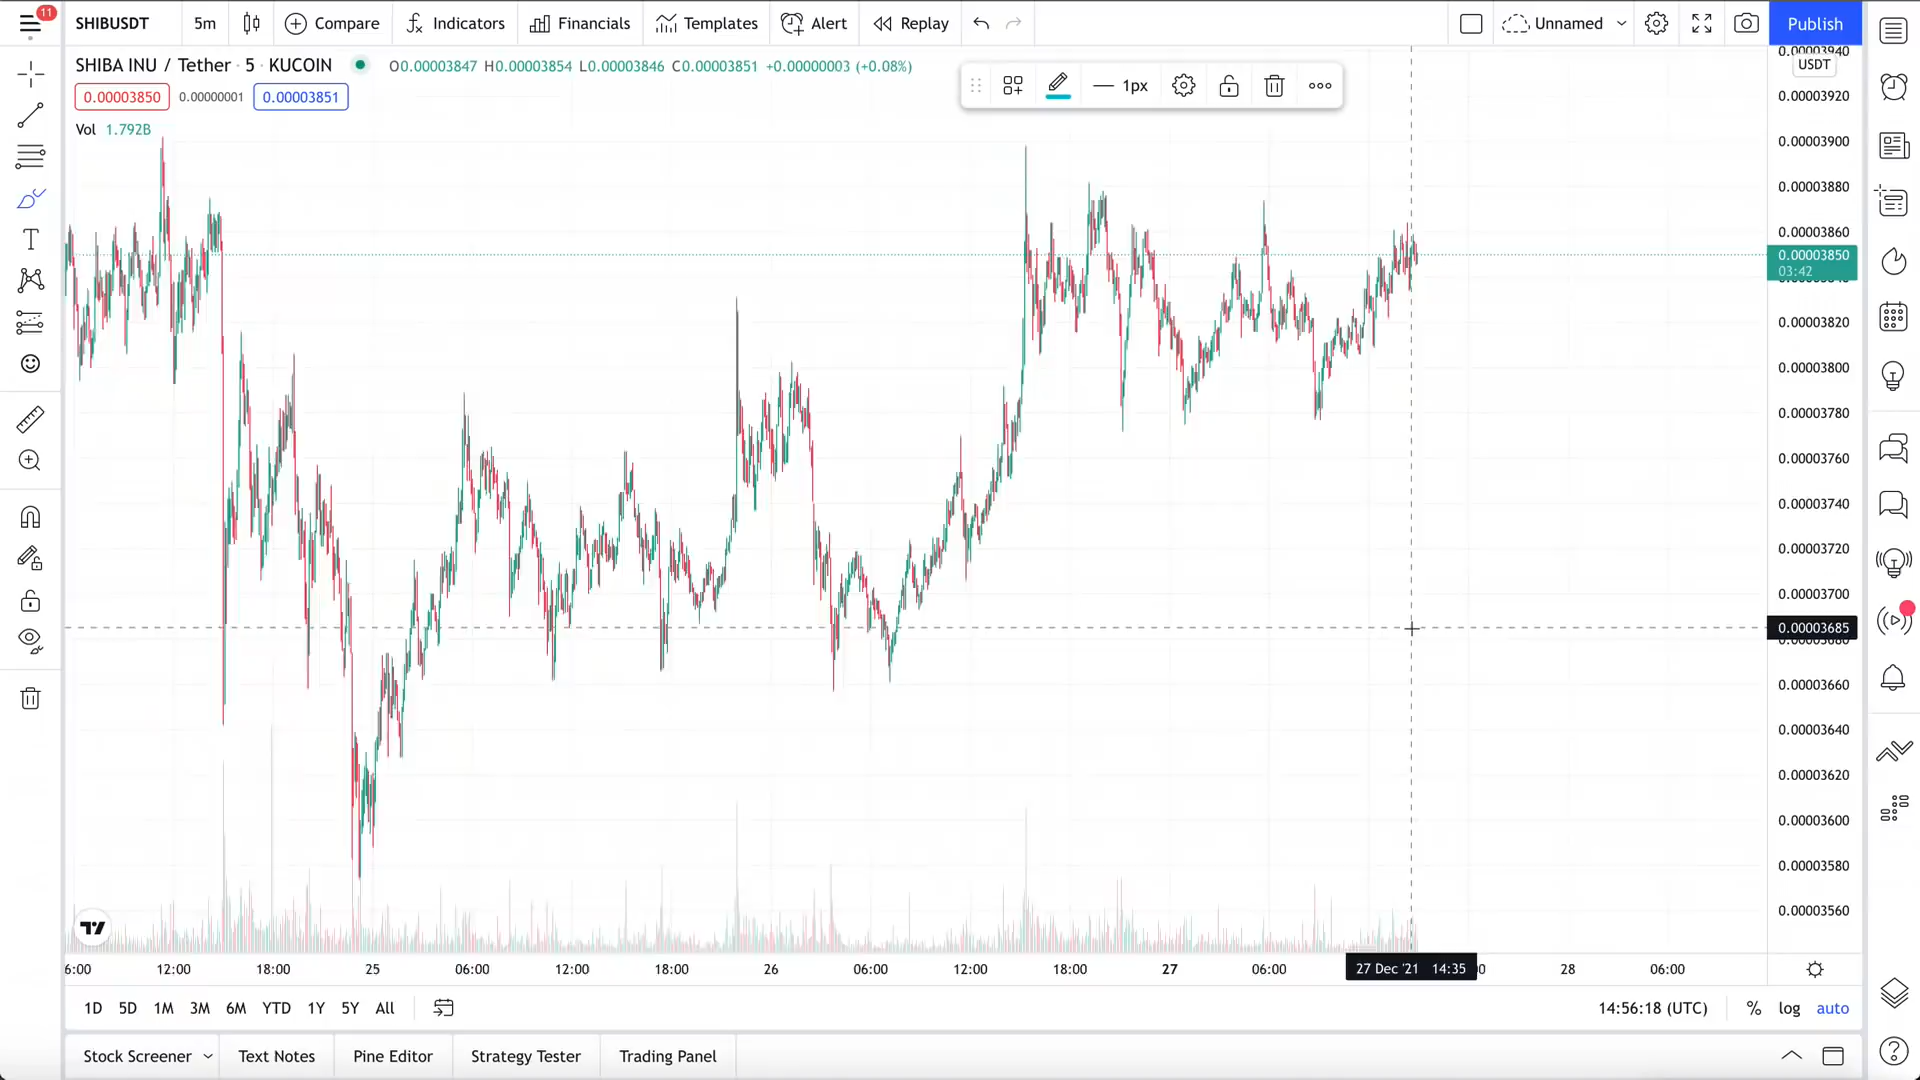 11
SHIBUSDT
5m
Compare
Indicators
Financials
Templates
Alert
Replay
Unnamed
Publish
SHIBA INU / Tether · 5 · KUCOIN
O0.00003847 H0.00003854 L0.00003846 C0.00003851 +0.00000003 (+0.08%)
0.00003850
0.00000001
0.00003851
Vol 1.792B
1px
0.00003940
USDT
0.00003920
0.00003900
0.00003880
0.00003860
0.00003850
03:42
0.00003820
0.00003800
0.00003780
0.00003760
0.00003740
0.00003720
0.00003700
0.00003685
0.00003660
0.00003640
0.00003620
0.00003600
0.00003580
0.00003560
6:00
12:00
18:00
25
06:00
12:00
18:00
26
06:00
12:00
18:00
27
06:00
27 Dec '21 14:35
28
06:00
1D
5D
1M
3M
6M
YTD
1Y
5Y
All
14:56:18 (UTC)
%
log
auto
Stock Screener
Text Notes
Pine Editor
Strategy Tester
Trading Panel